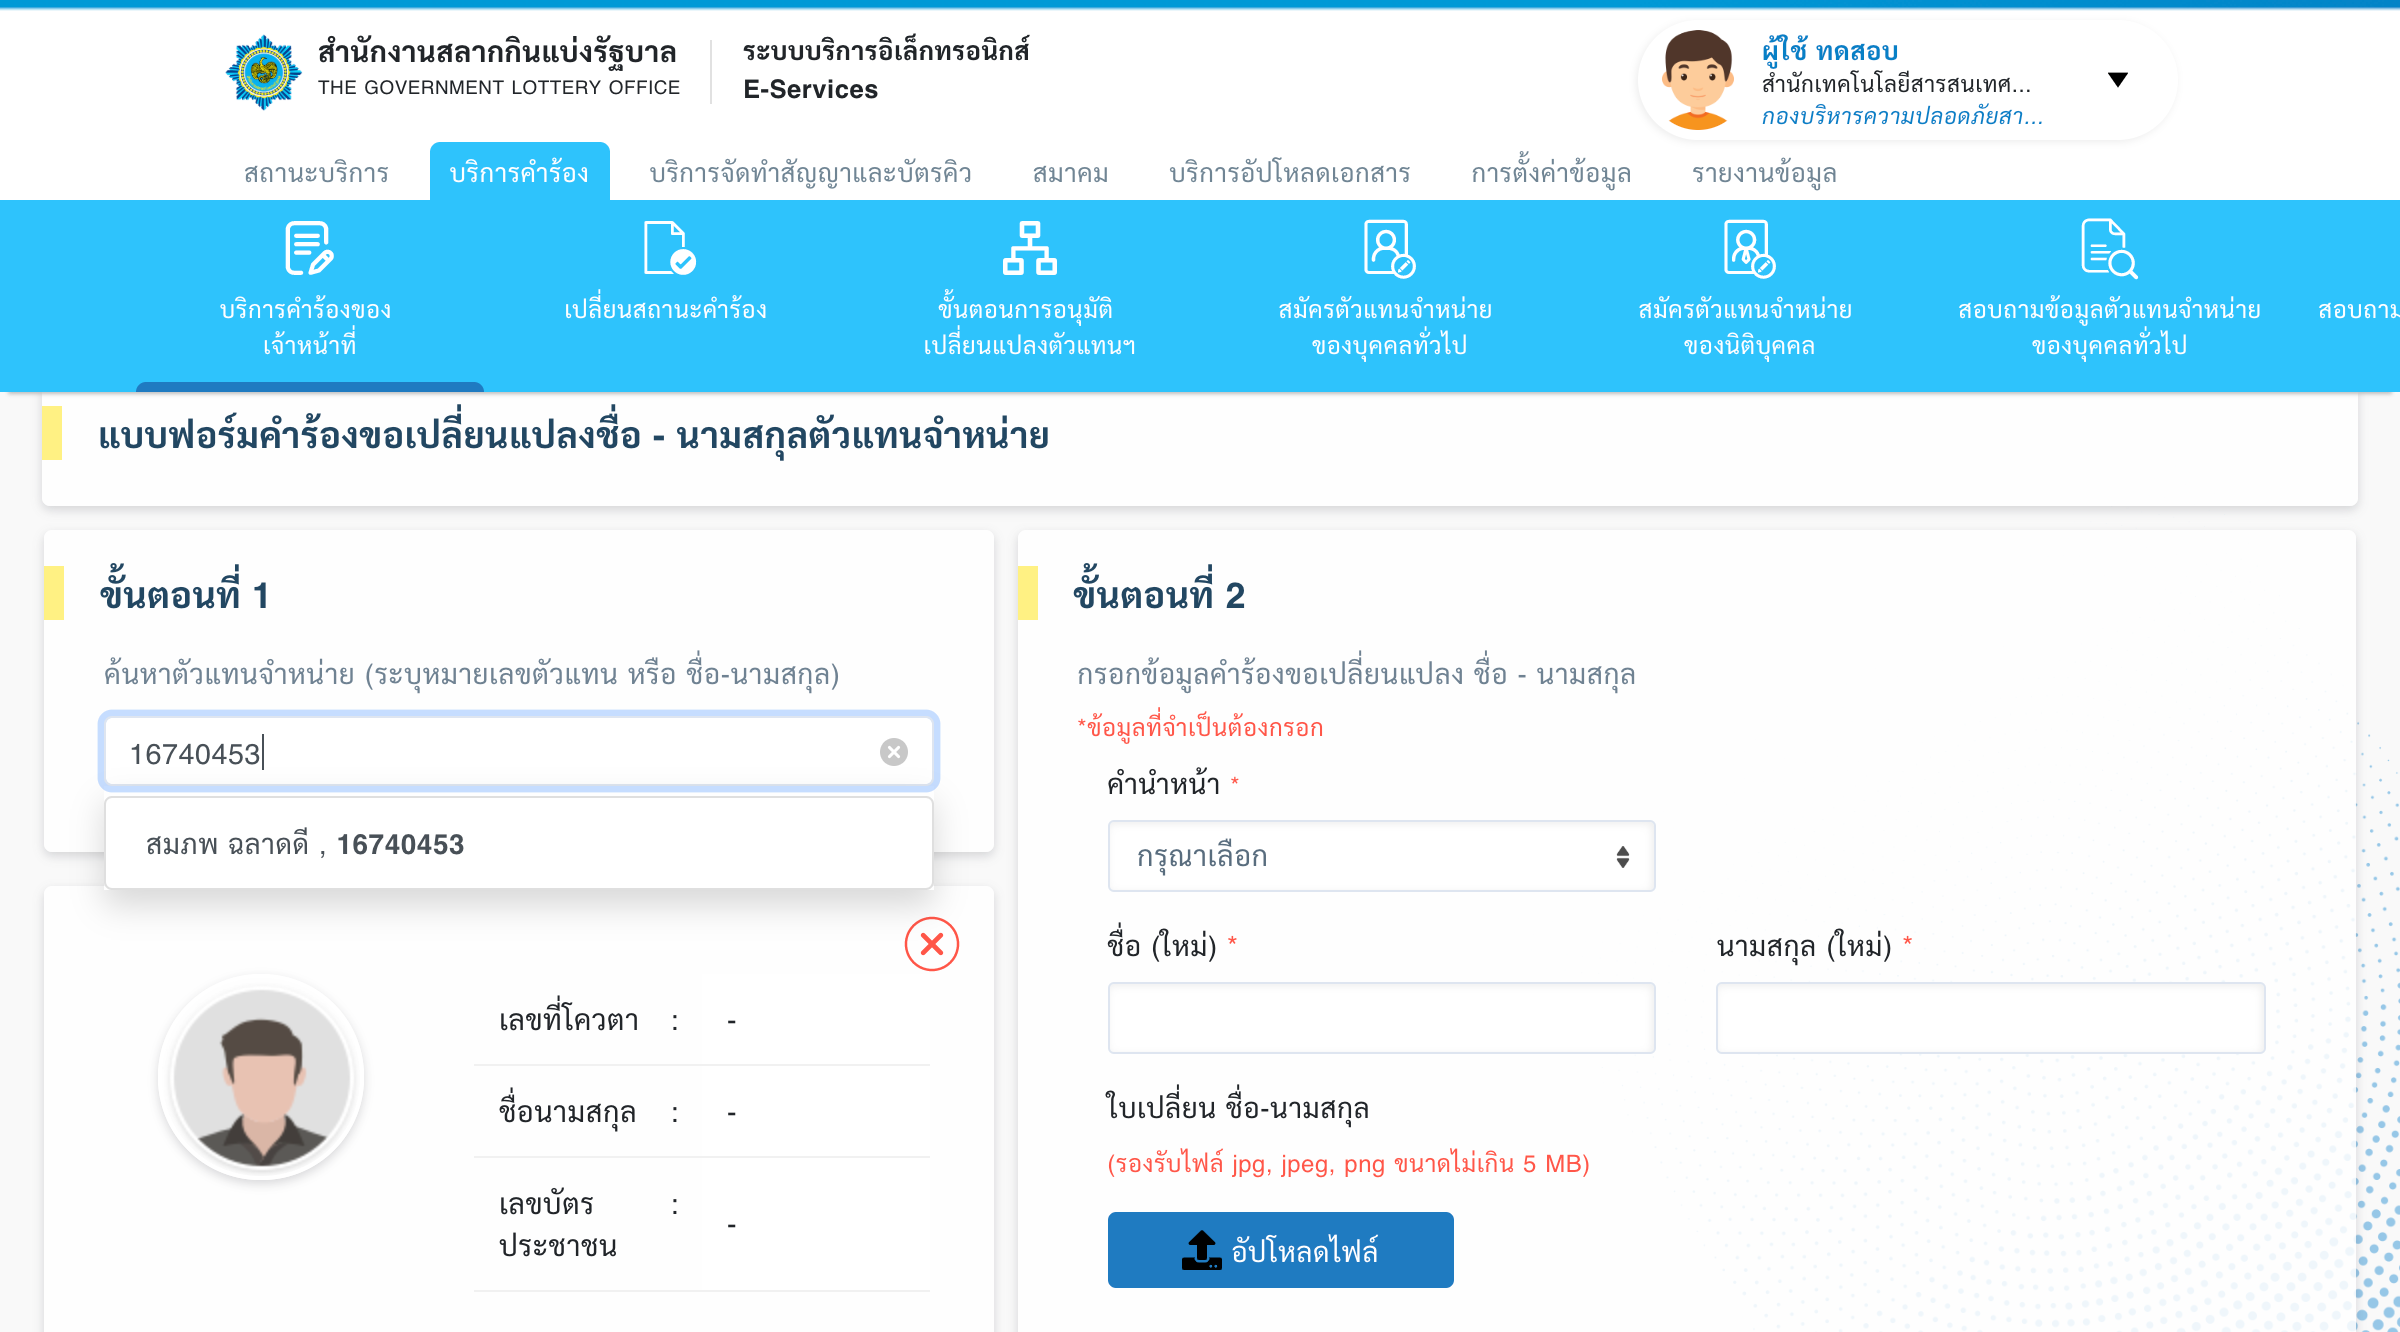 สำนักงานสลากกินแบ่งรัฐบาล
THE GOVERNMENT LOTTERY OFFICE
ระบบบริการอิเล็กทรอนิกส์
E-Services
ผู้ใช้ ทดสอบ
สำนักเทคโนโลยีสารสนเทศ...
กองบริหารความปลอดภัยสา...
สถานะบริการ
บริการคำร้อง
บริการจัดทำสัญญาและบัตรคิว
สมาคม
บริการอัปโหลดเอกสาร
การตั้งค่าข้อมูล
รายงานข้อมูล
บริการคำร้องของ
เจ้าหน้าที่
เปลี่ยนสถานะคำร้อง
ขั้นตอนการอนุมัติ
เปลี่ยนแปลงตัวแทนฯ
สมัครตัวแทนจำหน่าย
ของบุคคลทั่วไป
สมัครตัวแทนจำหน่าย
ของนิติบุคคล
สอบถามข้อมูลตัวแทนจำหน่าย
ของบุคคลทั่วไป
สอบถาม
แบบฟอร์มคำร้องขอเปลี่ยนแปลงชื่อ - นามสกุลตัวแทนจำหน่าย
ขั้นตอนที่ 1
ค้นหาตัวแทนจำหน่าย (ระบุหมายเลขตัวแทน หรือ ชื่อ-นามสกุล)
16740453
สมภพ ฉลาดดี , 16740453
เลขที่โควตา : -
ชื่อนามสกุล : -
เลขบัตร : -
ประชาชน
ขั้นตอนที่ 2
กรอกข้อมูลคำร้องขอเปลี่ยนแปลง ชื่อ - นามสกุล
*ข้อมูลที่จำเป็นต้องกรอก
คำนำหน้า *
กรุณาเลือก
ชื่อ (ใหม่) *
นามสกุล (ใหม่) *
ใบเปลี่ยน ชื่อ-นามสกุล
(รองรับไฟล์ jpg, jpeg, png ขนาดไม่เกิน 5 MB)
อัปโหลดไฟล์